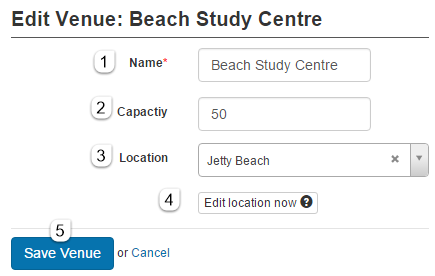 Edit Venue: Beach Study Centre
1 Name* Beach Study Centre
2 Capactiy 50
3 Location Jetty Beach ×
4 Edit location now ?
5
Save Venue or Cancel